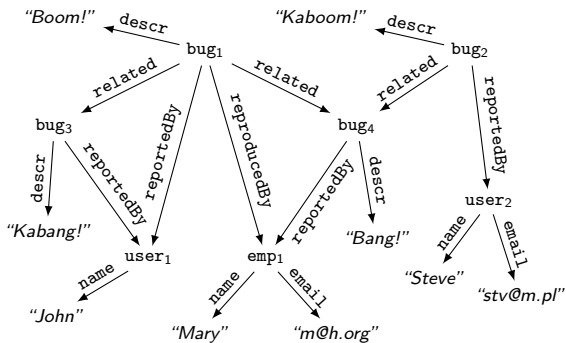 “Boom!”
descr
“Kaboom!”
descr
bug₁
bug₂
related
related
related
bug₃
bug₄
reportedBy
reproducedBy
reportedBy
descr
reportedBy
reportedBy
descr
“Kabang!”
“Bang!”
user₂
user₁
emp₁
name
email
name
name
email
“Steve”
“stv@m.pl”
“John”
“Mary”
“m@h.org”